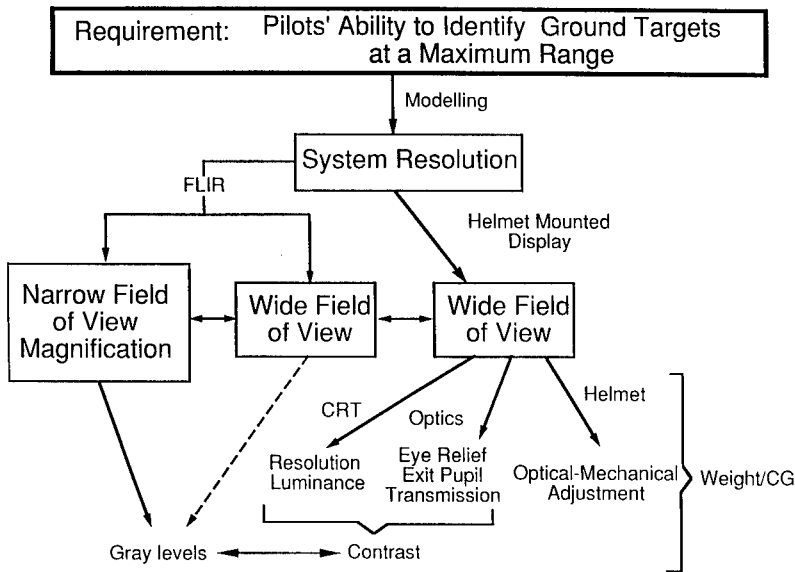 Requirement: Pilots' Ability to Identify Ground Targets
at a Maximum Range
Modelling
System Resolution
FLIR
Helmet Mounted
Display
Narrow Field
of View
Magnification
Wide Field
of View
Wide Field
of View
CRT
Optics
Helmet
Resolution
Luminance
Eye Relief
Exit Pupil
Transmission
Optical-Mechanical
Adjustment
Weight/CG
Gray levels
Contrast